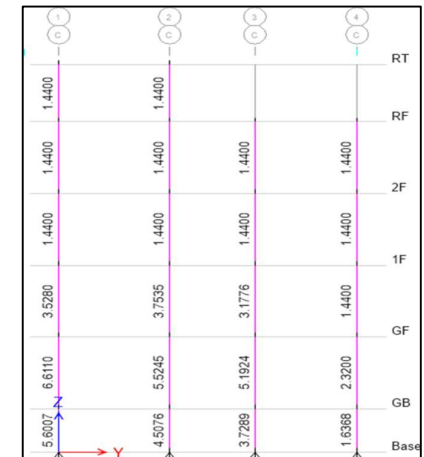 1 2 3 4
C C C C
RT
1.4400 1.4400
RF
1.4400 1.4400 1.4400 1.4400
2F
1.4400 1.4400 1.4400 1.4400
1F
3.5280 3.7535 3.1776 1.4400
GF
6.6110 5.5245 5.1924 2.3200
GB
Z
5.6007 4.5076 3.7289 1.6368
Base
Y